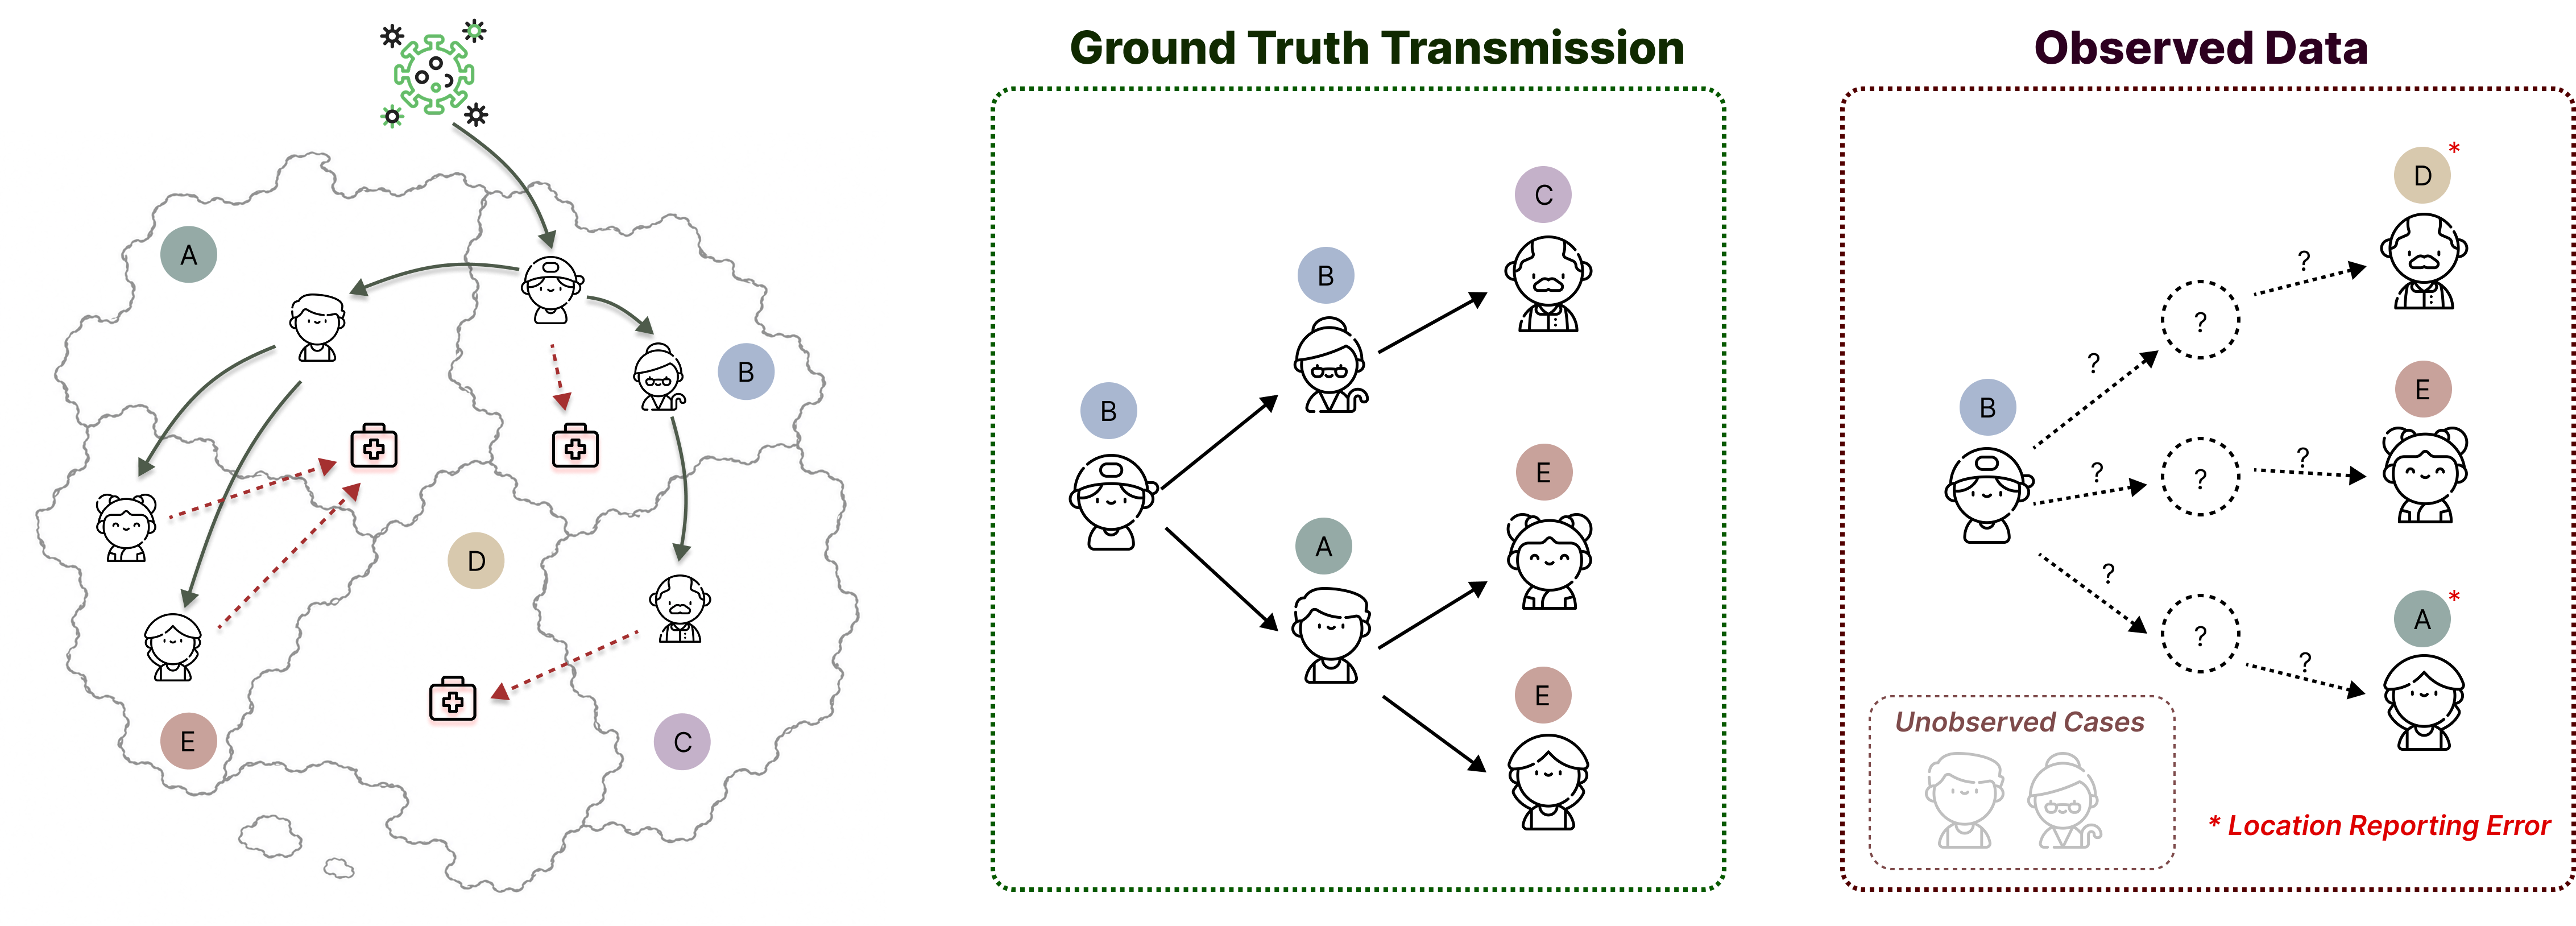 A
B
D
E
C
Ground Truth Transmission
C
B
B
E
A
E
Observed Data
D *
?
?
?
E
B
?
?
?
A *
?
?
?
Unobserved Cases
* Location Reporting Error